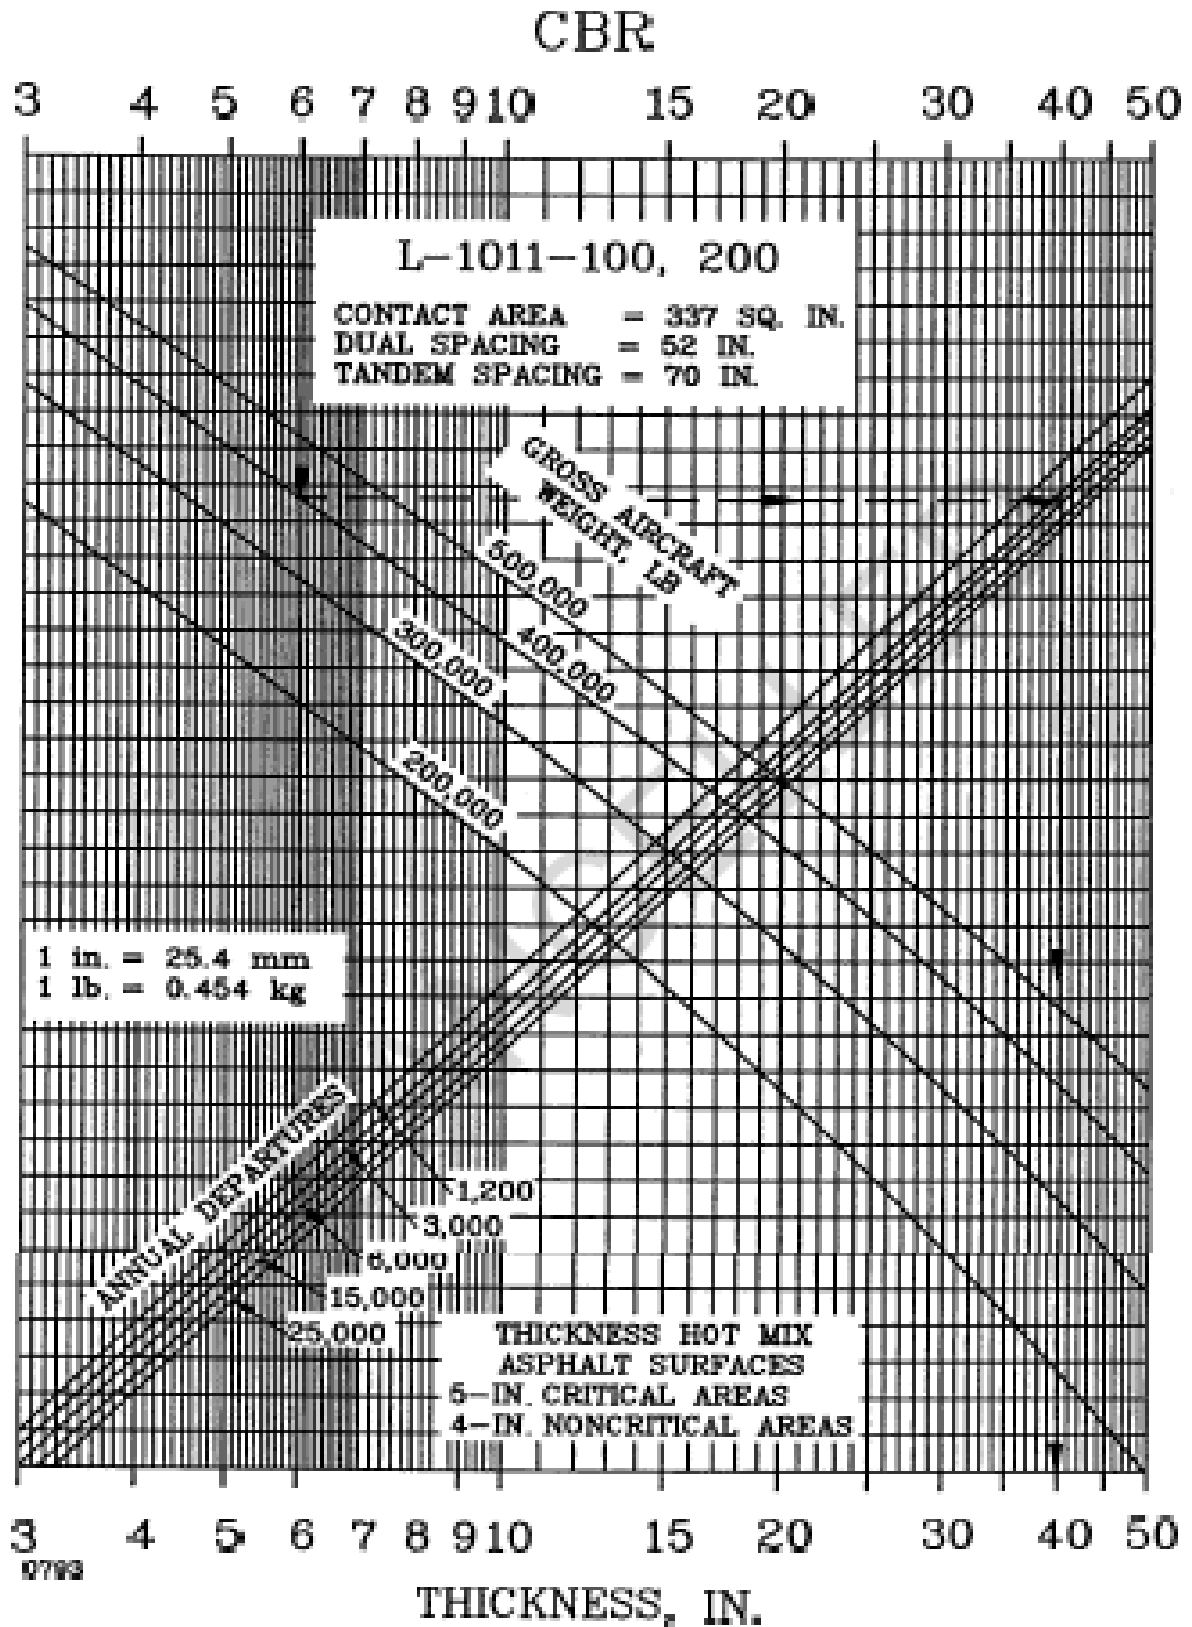 CBR
3 4 5 6 7 8 9 10 15 20 30 40 50
L-1011-100, 200
CONTACT AREA = 337 SQ. IN.
DUAL SPACING = 52 IN.
TANDEM SPACING = 70 IN.
GROSS AIRCRAFT
WEIGHT, LB
500,000
400,000
300,000
200,000
1 in. = 25.4 mm
1 lb. = 0.454 kg
ANNUAL DEPARTURES
1,200
3,000
6,000
15,000
25,000
THICKNESS HOT MIX
ASPHALT SURFACES
5-IN. CRITICAL AREAS
4-IN. NONCRITICAL AREAS
3 4 5 6 7 8 9 10 15 20 30 40 50
THICKNESS, IN.